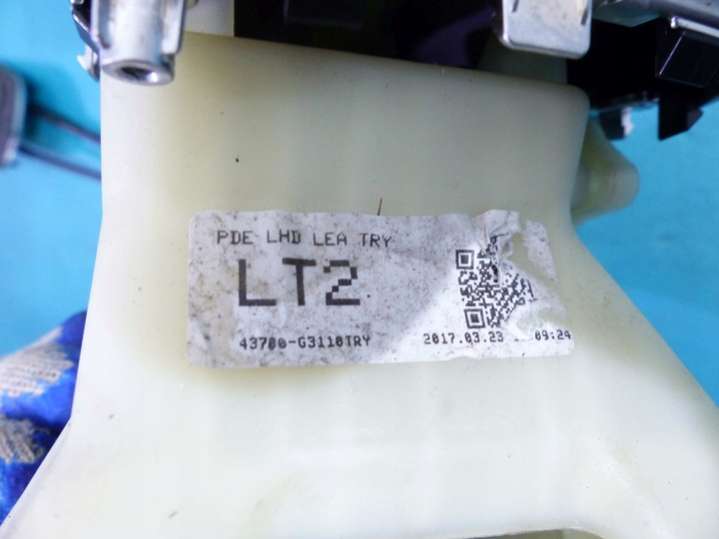 PDE LHD LEA TRY
LT2
43700-G3110TRY 2017.03.23 09:24